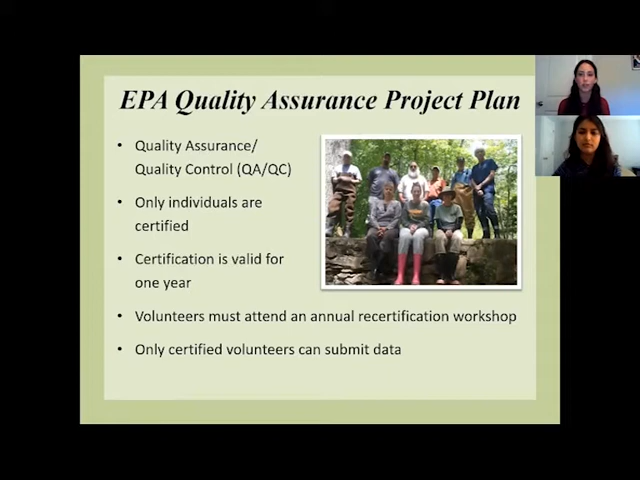 EPA Quality Assurance Project Plan
• Quality Assurance/
Quality Control (QA/QC)
• Only individuals are
certified
• Certification is valid for
one year
• Volunteers must attend an annual recertification workshop
• Only certified volunteers can submit data